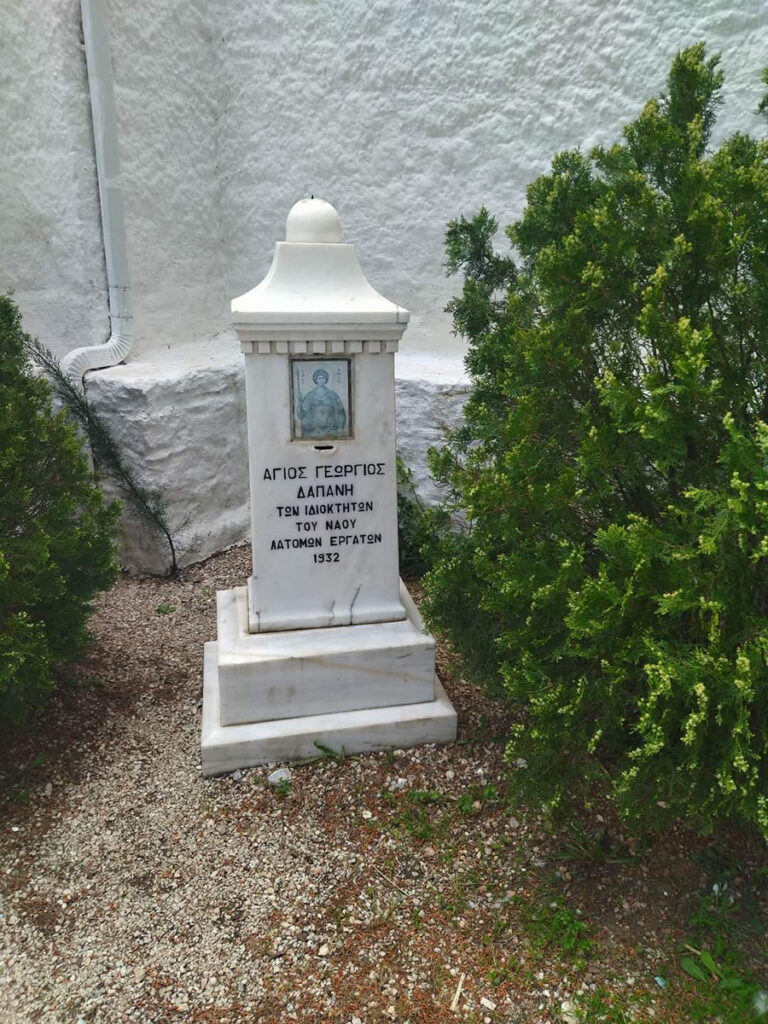 ΑΓΙΟΣ ΓΕΩΡΓΙΟΣ
ΔΑΠΑΝΗ
ΤΩΝ ΙΔΙΟΚΤΗΤΩΝ
ΤΟΥ ΝΑΟΥ
ΛΑΤΟΜΩΝ ΕΡΓΑΤΩΝ
1932